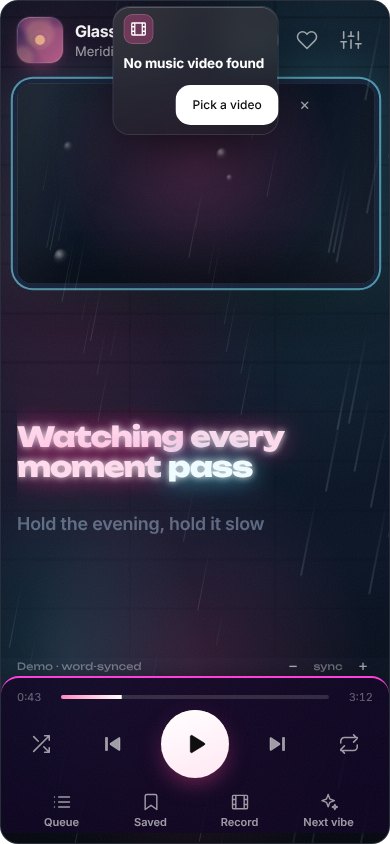 Glass
Meridi
No music video found
Pick a video
Watching every
moment pass
Hold the evening, hold it slow
Demo · word-synced
− sync +
0:43
3:12
Queue
Saved
Record
Next vibe